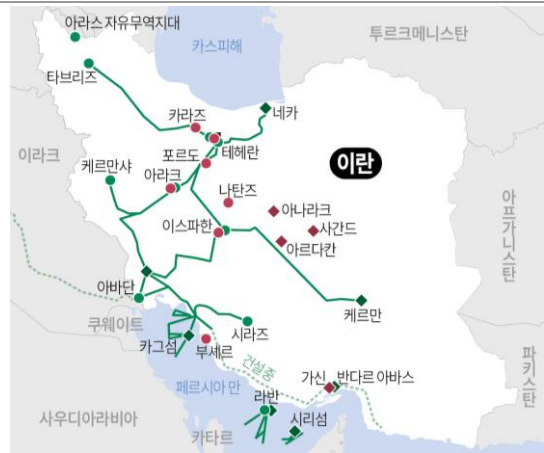 아라스 자유무역지대
카스피해
투르크메니스탄
타브리즈
카라즈
네카
테헤란
이라크
케르만샤
포르도
아라크
이란
나탄즈
아나라크
사간드
이스파한
아르다칸
아프가니스탄
아바단
케르만
쿠웨이트
시라즈
카그섬
부셰르
건설중
파키스탄
페르시아 만
가신
반다르 아바스
라반
시리섬
사우디아라비아
카타르